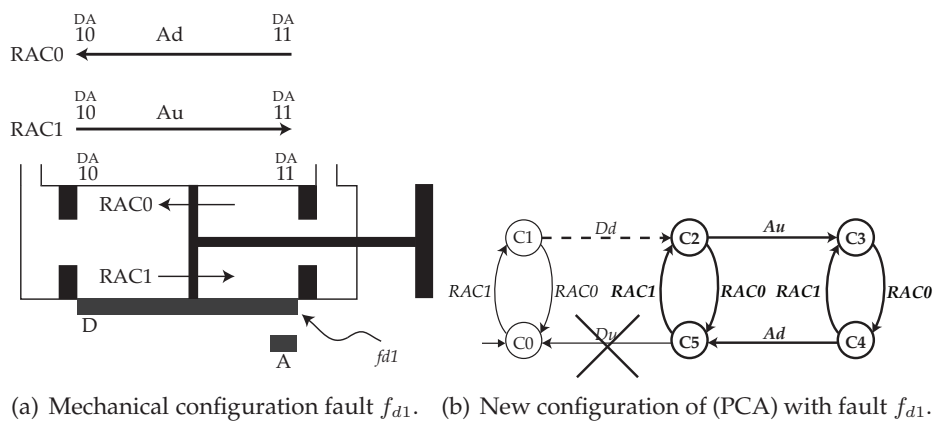 DA
10
DA
11
Ad
RAC0
DA
10
DA
11
Au
RAC1
DA
10
DA
11
RAC0
RAC1
D
A
fd1
C1
Dd
C2
Au
C3
RAC1
RAC0
RAC1
RAC0
RAC1
RAC0
C0
Du
C5
Ad
C4
(a) Mechanical configuration fault fd1.
(b) New configuration of (PCA) with fault fd1.